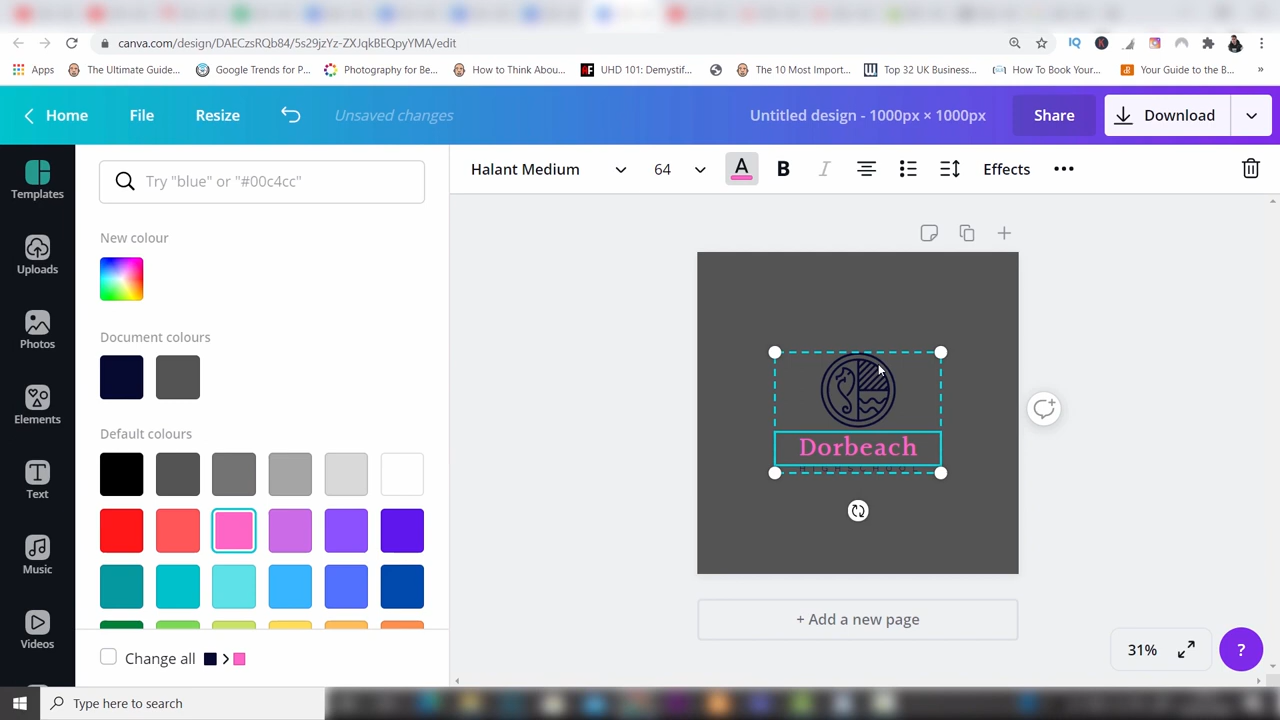 canva.com/design/DAECzsRQb84/5s29jzYz-ZXJqkBEQpyYMA/edit
Apps
The Ultimate Guide...
Google Trends for P...
Photography for Be...
How to Think Abou...
UHD 101: Demystif...
The 10 Most Import...
Top 32 UK Business...
How To Book Your...
Your Guide to the B...
»
Home
File
Resize
Unsaved changes
Untitled design - 1000px × 1000px
Share
Download
Templates
Uploads
Photos
Elements
Text
Music
Videos
Try "blue" or "#00c4cc"
New colour
Document colours
Default colours
Change all
Halant Medium
64
A
B
I
Effects
Dorbeach
HIGHSCHOOL
+ Add a new page
31%
?
Type here to search